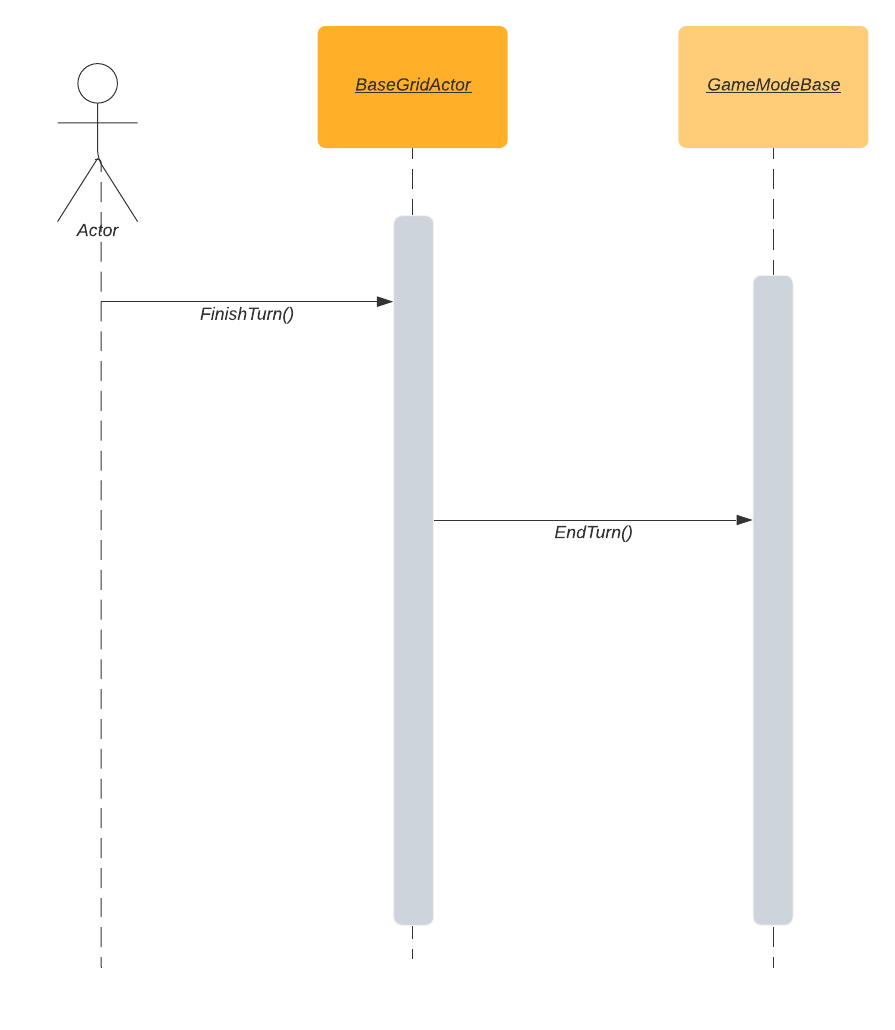 BaseGridActor
GameModeBase
Actor
FinishTurn()
EndTurn()